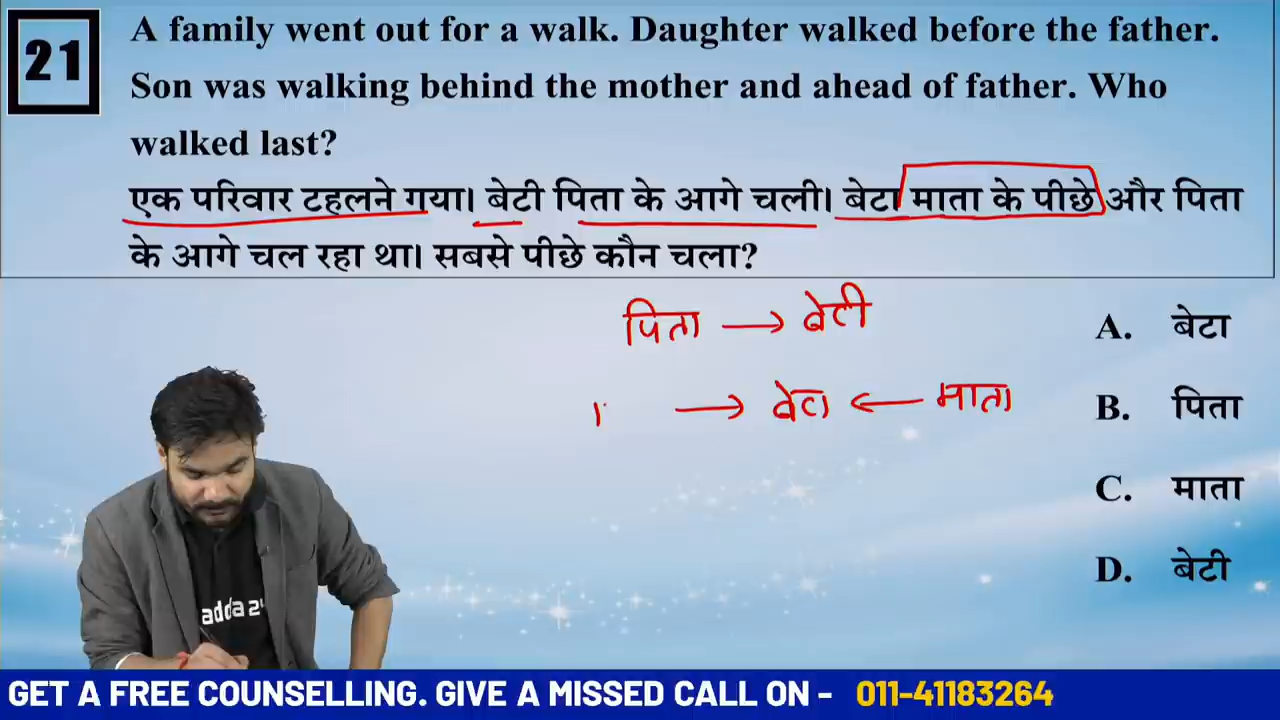 21
A family went out for a walk. Daughter walked before the father.
Son was walking behind the mother and ahead of father. Who
walked last?
एक परिवार टहलने गया। बेटी पिता के आगे चली। बेटा माता के पीछे और पिता
के आगे चल रहा था। सबसे पीछे कौन चला?
पिता → बेटी
→ बेटा ← माता
A. बेटा
B. पिता
C. माता
D. बेटी
adda 2
GET A FREE COUNSELLING. GIVE A MISSED CALL ON - 011-41183264